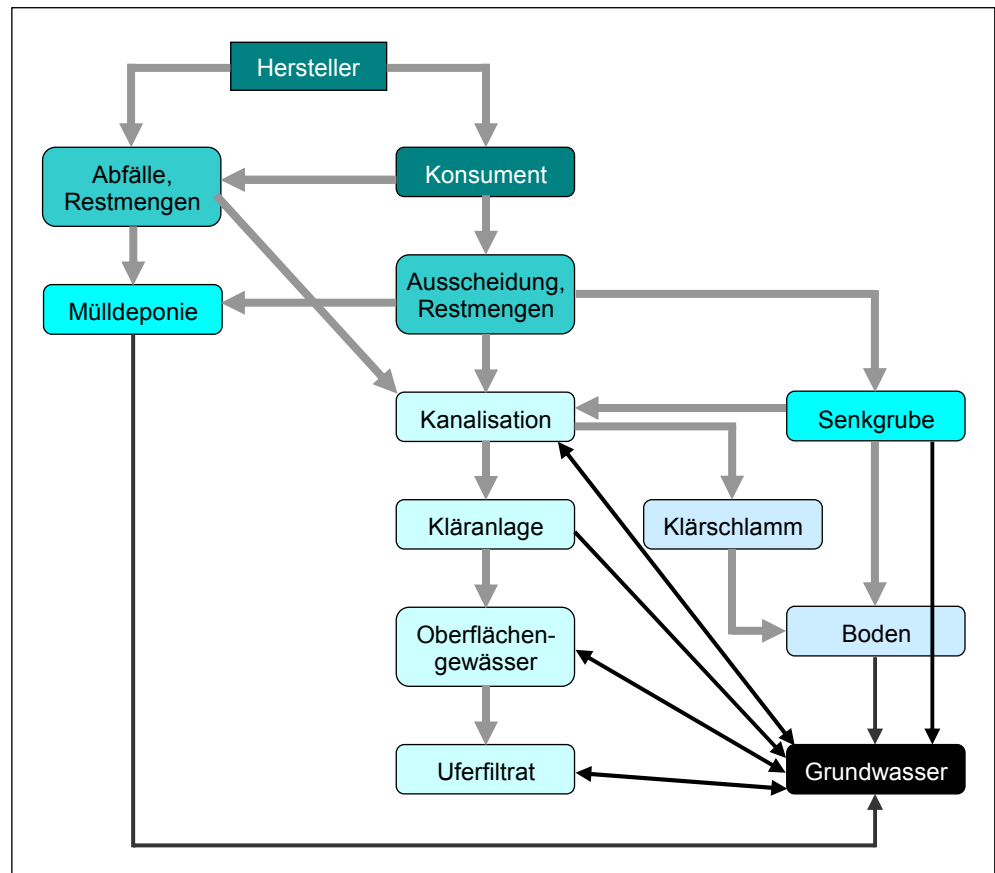 Hersteller
Abfälle,
Restmengen
Konsument
Ausscheidung,
Restmengen
Mülldeponie
Kanalisation
Senkgrube
Kläranlage
Klärschlamm
Oberflächen-
gewässer
Boden
Uferfiltrat
Grundwasser